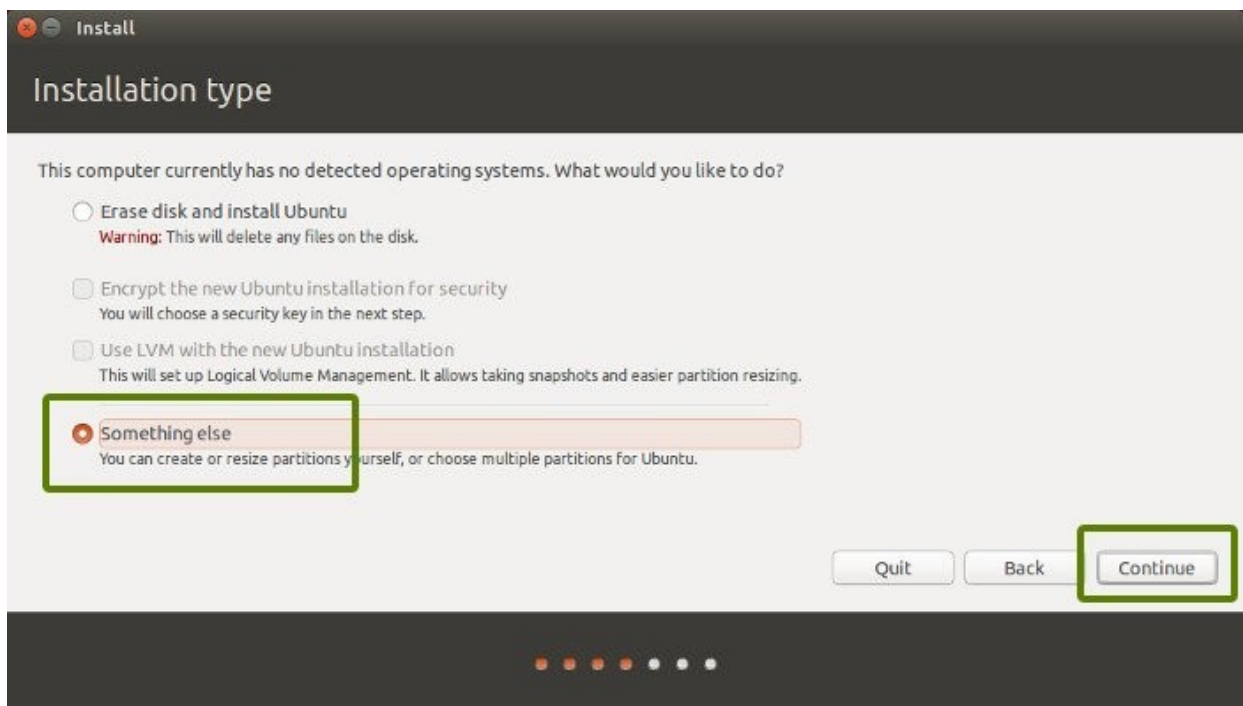 Install
Installation type
This computer currently has no detected operating systems. What would you like to do?
Erase disk and install Ubuntu
Warning: This will delete any files on the disk.
Encrypt the new Ubuntu installation for security
You will choose a security key in the next step.
Use LVM with the new Ubuntu installation
This will set up Logical Volume Management. It allows taking snapshots and easier partition resizing.
Something else
You can create or resize partitions yourself, or choose multiple partitions for Ubuntu.
Quit Back Continue